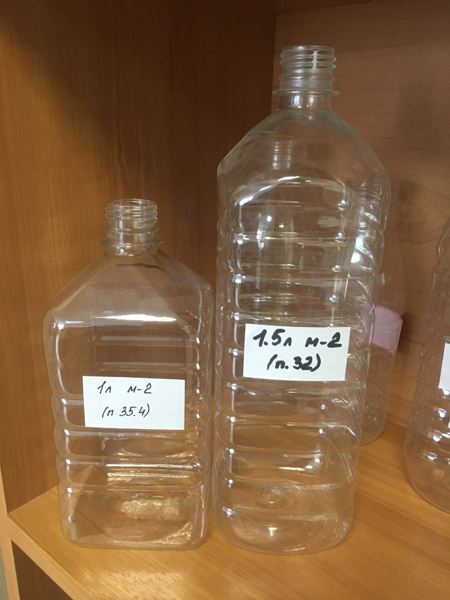 1л м-2
(п 35.4)
1.5л м-2
(п.32)